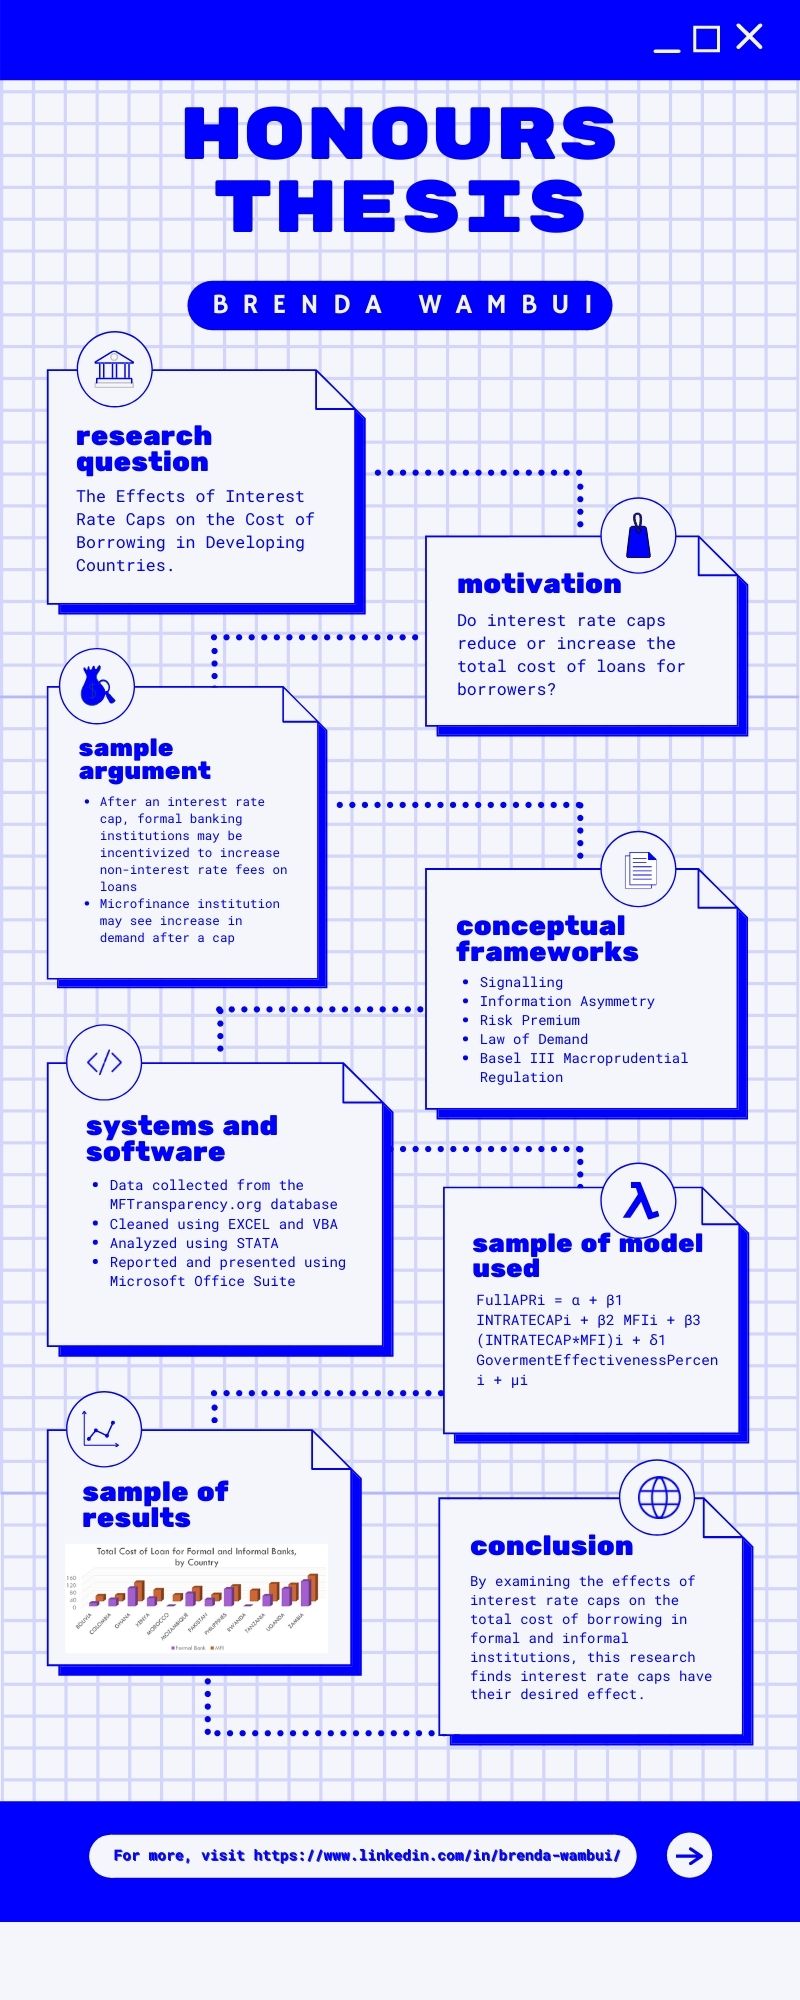 HONOURS
THESIS
BRENDA WAMBUI
research
question
The Effects of Interest
Rate Caps on the Cost of
Borrowing in Developing
Countries.
motivation
Do interest rate caps
reduce or increase the
total cost of loans for
borrowers?
sample
argument
• After an interest rate
cap, formal banking
institutions may be
incentivized to increase
non-interest rate fees on
loans
• Microfinance institution
may see increase in
demand after a cap
conceptual
frameworks
• Signalling
• Information Asymmetry
• Risk Premium
• Law of Demand
• Basel III Macroprudential
Regulation
systems and
software
• Data collected from the
MFTransparency.org database
• Cleaned using EXCEL and VBA
• Analyzed using STATA
• Reported and presented using
Microsoft Office Suite
λ
sample of model
used
FullAPRi = α + β1
INTRATECAPi + β2 MFIi + β3
(INTRATECAP*MFI)i + δ1
GovermentEffectivenessPercen
i + μi
sample of
results
Total Cost of Loan for Formal and Informal Banks,
by Country
160
120
80
40
0
BOLIVIA
COLOMBIA
GHANA
KENYA
MOROCCO
MOZAMBIQUE
PAKISTAN
PHILIPPINES
RWANDA
TANZANIA
UGANDA
ZAMBIA
Formal Bank MFI
conclusion
By examining the effects of
interest rate caps on the
total cost of borrowing in
formal and informal
institutions, this research
finds interest rate caps have
their desired effect.
For more, visit https://www.linkedin.com/in/brenda-wambui/